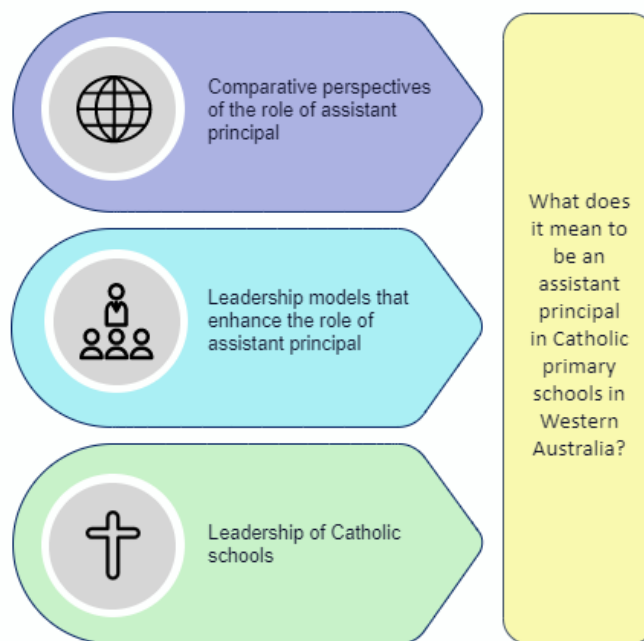 Comparative perspectives
of the role of assistant
principal
Leadership models that
enhance the role of
assistant principal
Leadership of Catholic
schools
What does
it mean to
be an
assistant
principal
in Catholic
primary
schools in
Western
Australia?